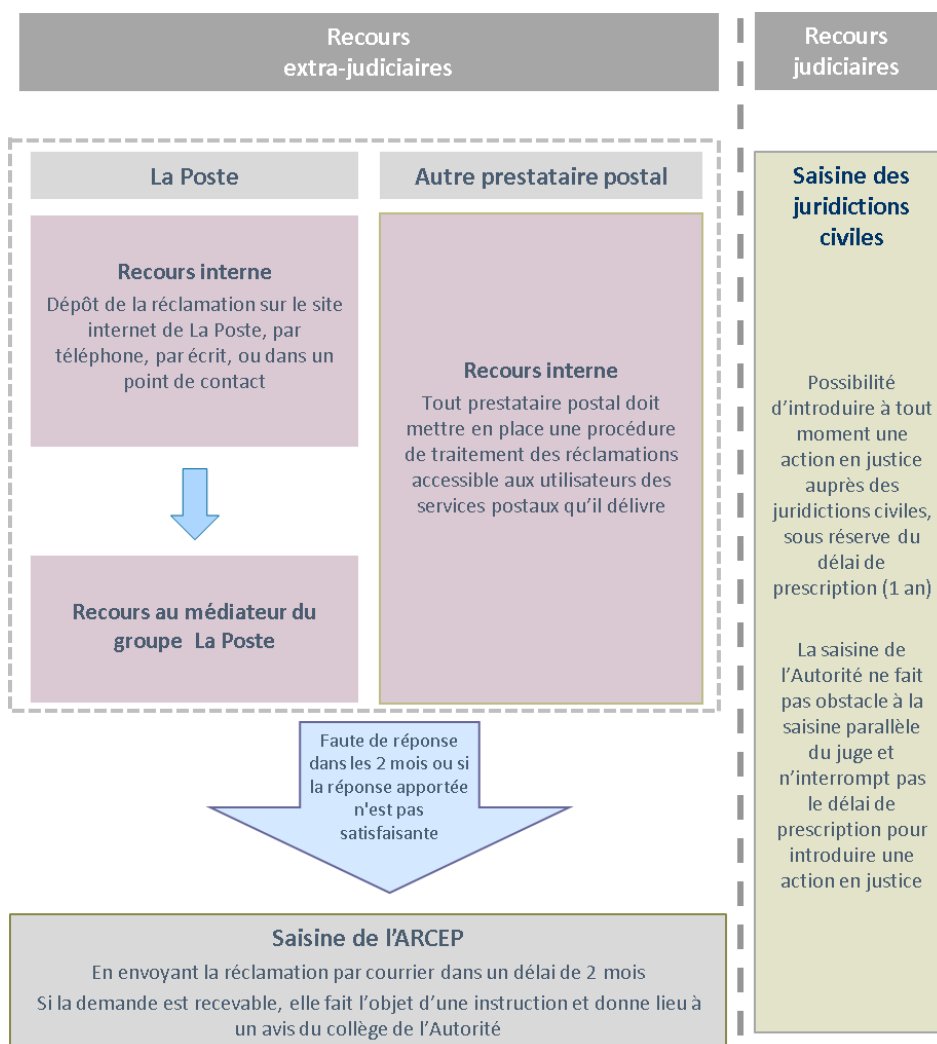 Recours
extra-judiciaires
Recours
judiciaires
La Poste
Recours interne
Dépôt de la réclamation sur le site
internet de La Poste, par
téléphone, par écrit, ou dans un
point de contact
Recours au médiateur du
groupe La Poste
Autre prestataire postal
Recours interne
Tout prestataire postal doit
mettre en place une procédure
de traitement des réclamations
accessible aux utilisateurs des
services postaux qu'il délivre
Faute de réponse
dans les 2 mois ou si
la réponse apportée
n'est pas
satisfaisante
Saisine de l'ARCEP
En envoyant la réclamation par courrier dans un délai de 2 mois
Si la demande est recevable, elle fait l'objet d'une instruction et donne lieu à
un avis du collège de l'Autorité
Saisine des
juridictions
civiles
Possibilité
d'introduire à tout
moment une
action en justice
auprès des
juridictions civiles,
sous réserve du
délai de
prescription (1 an)
La saisine de
l'Autorité ne fait
pas obstacle à la
saisine parallèle
du juge et
n'interrompt pas
le délai de
prescription pour
introduire une
action en justice